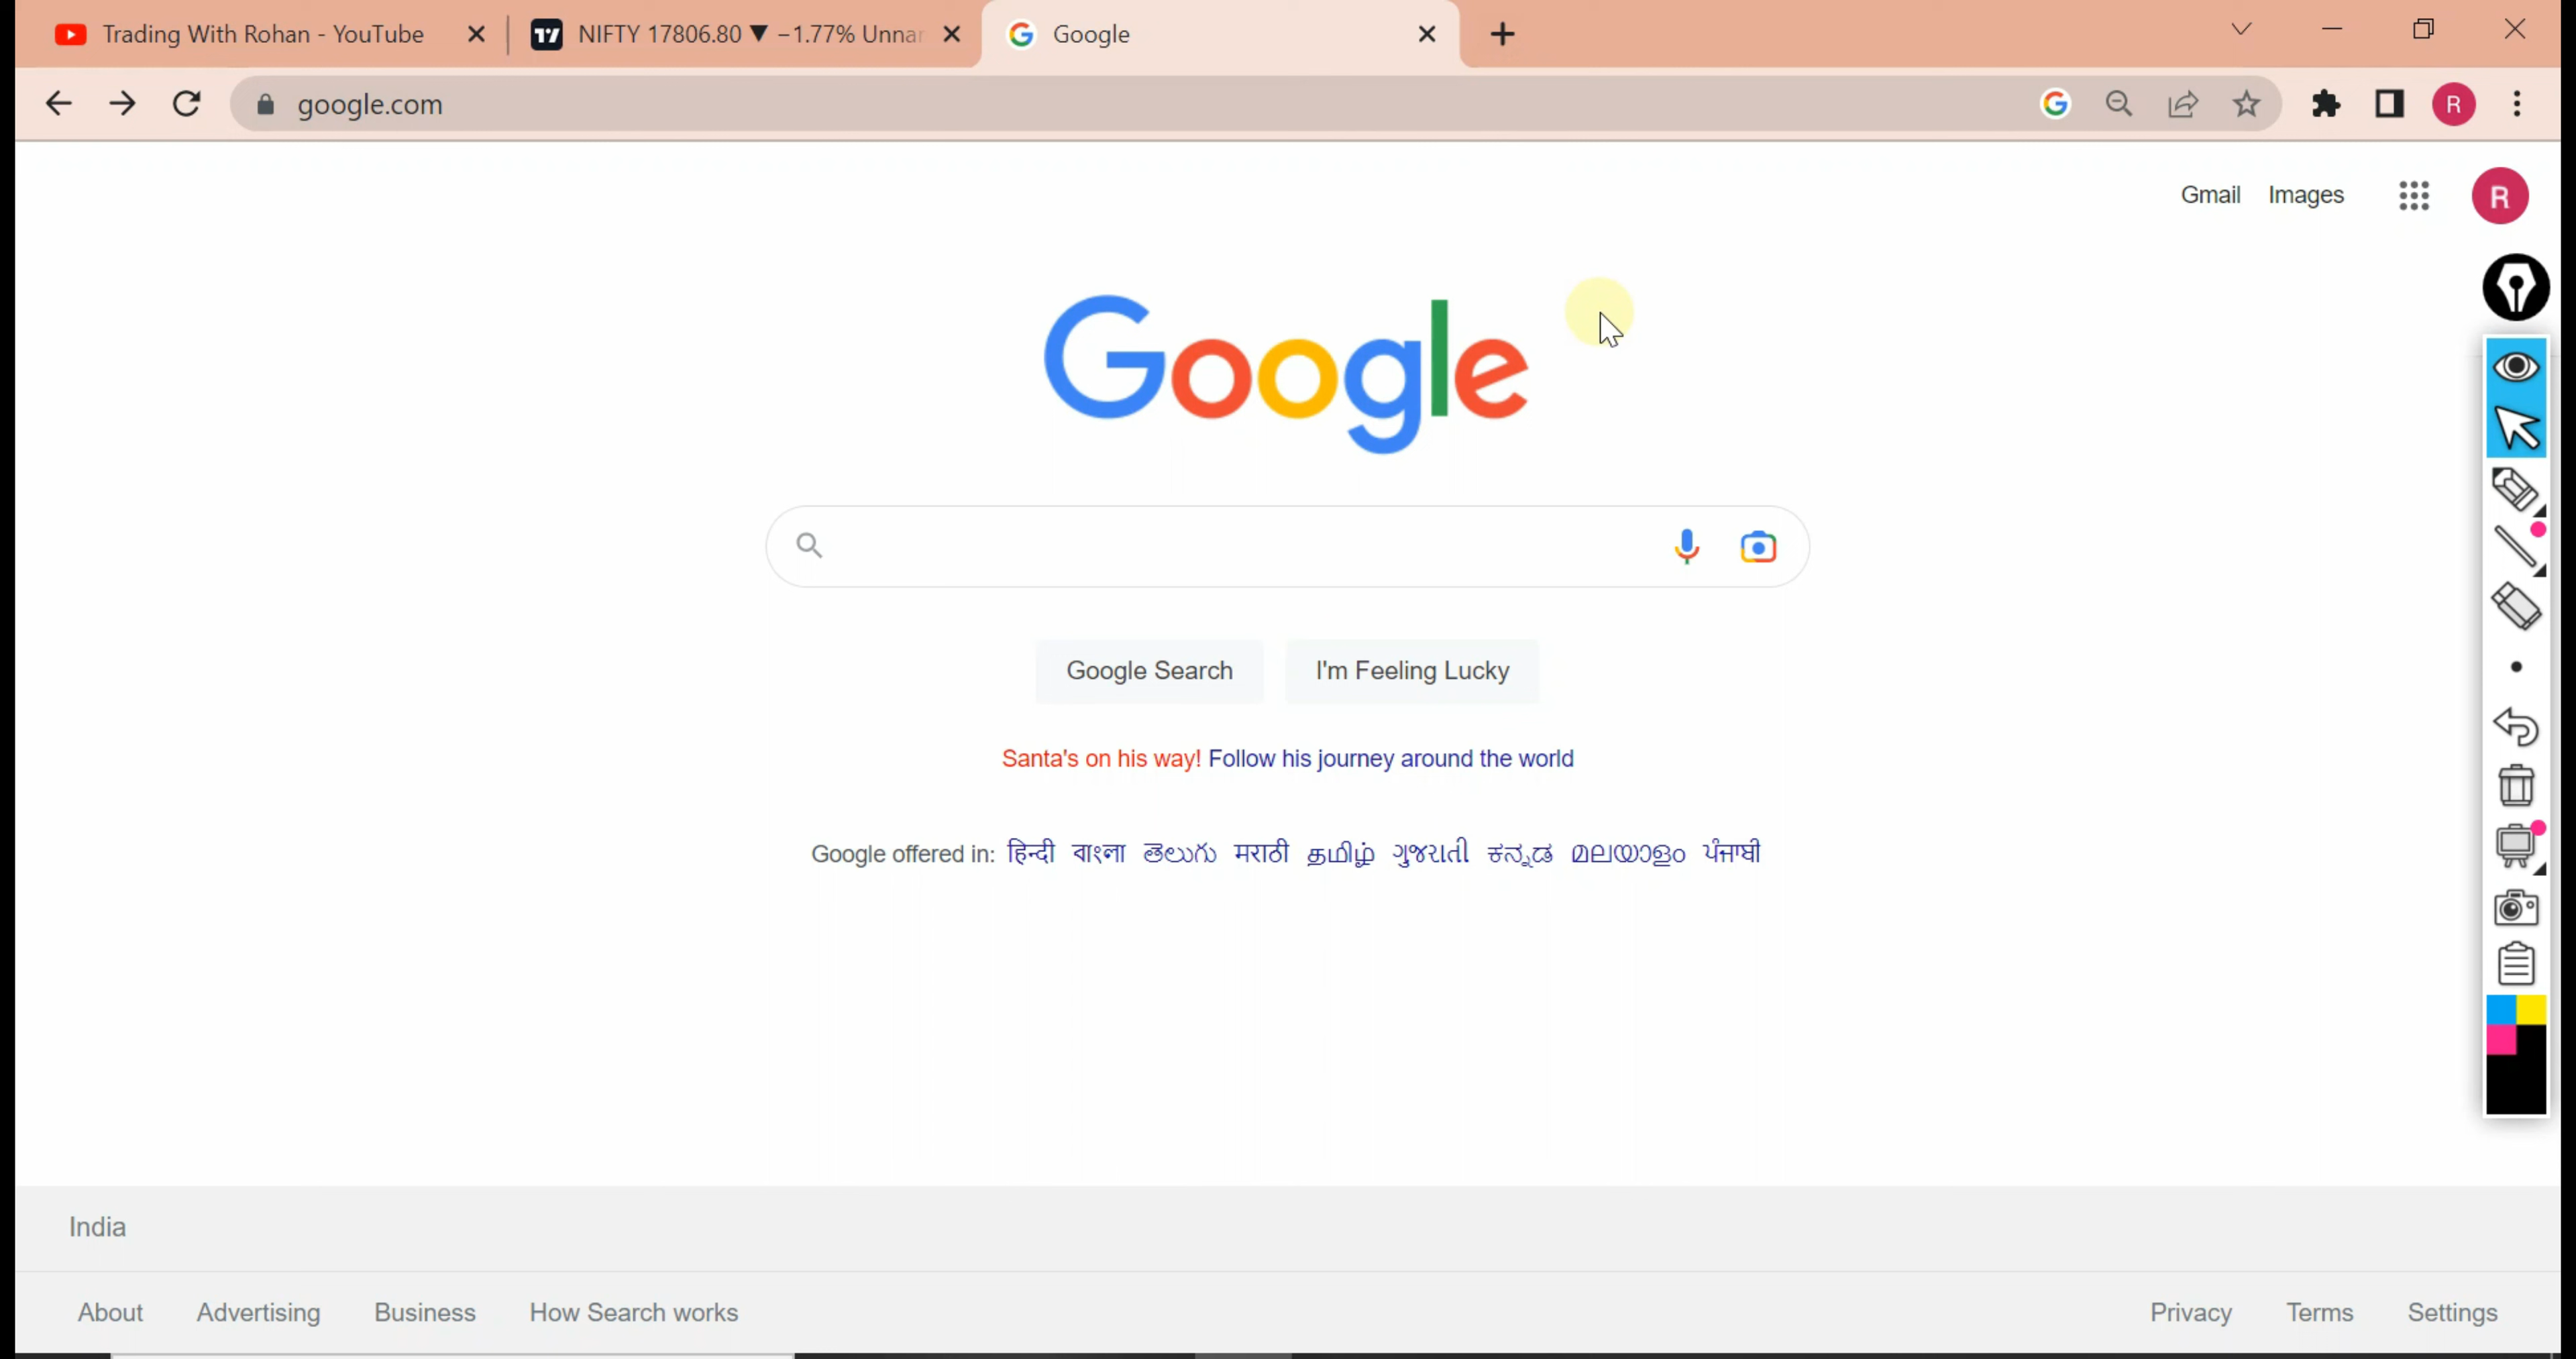 Trading With Rohan - YouTube
NIFTY 17806.80 ▼ −1.77% Unnar
Google
google.com
R
Gmail Images
R
Google
Google Search
I'm Feeling Lucky
Santa's on his way! Follow his journey around the world
Google offered in: हिन्दी বাংলা తెలుగు मराठी தமிழ் ગુજરાતી ಕನ್ನಡ മലയാളം ਪੰਜਾਬੀ
India
About Advertising Business How Search works
Privacy Terms Settings